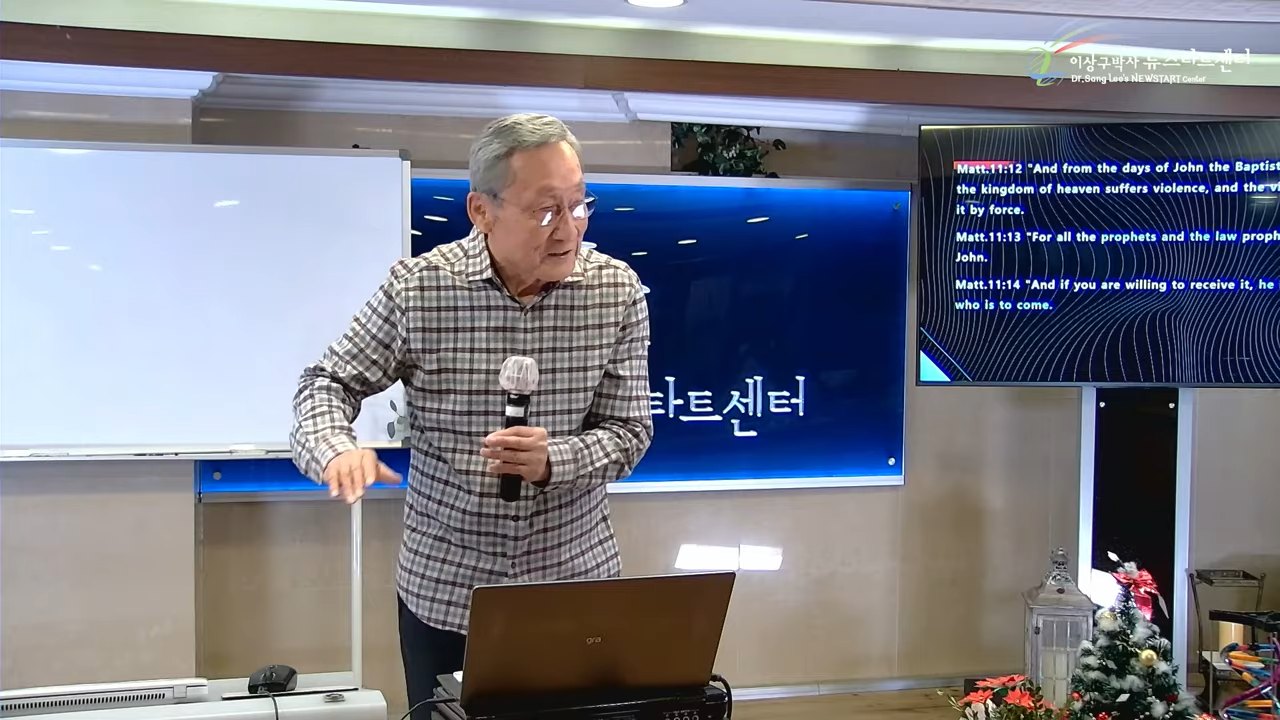 이상구박사 뉴스타트센터
Dr. Sang Lee's NEWSTART Center
Matt.11:12 "And from the days of John the Baptist
the kingdom of heaven suffers violence, and the
it by force.
Matt.11:13 "For all the prophets and the law
John.
Matt.11:14 "And if you are willing to receive it, he
who is to come.
타트센터
gra